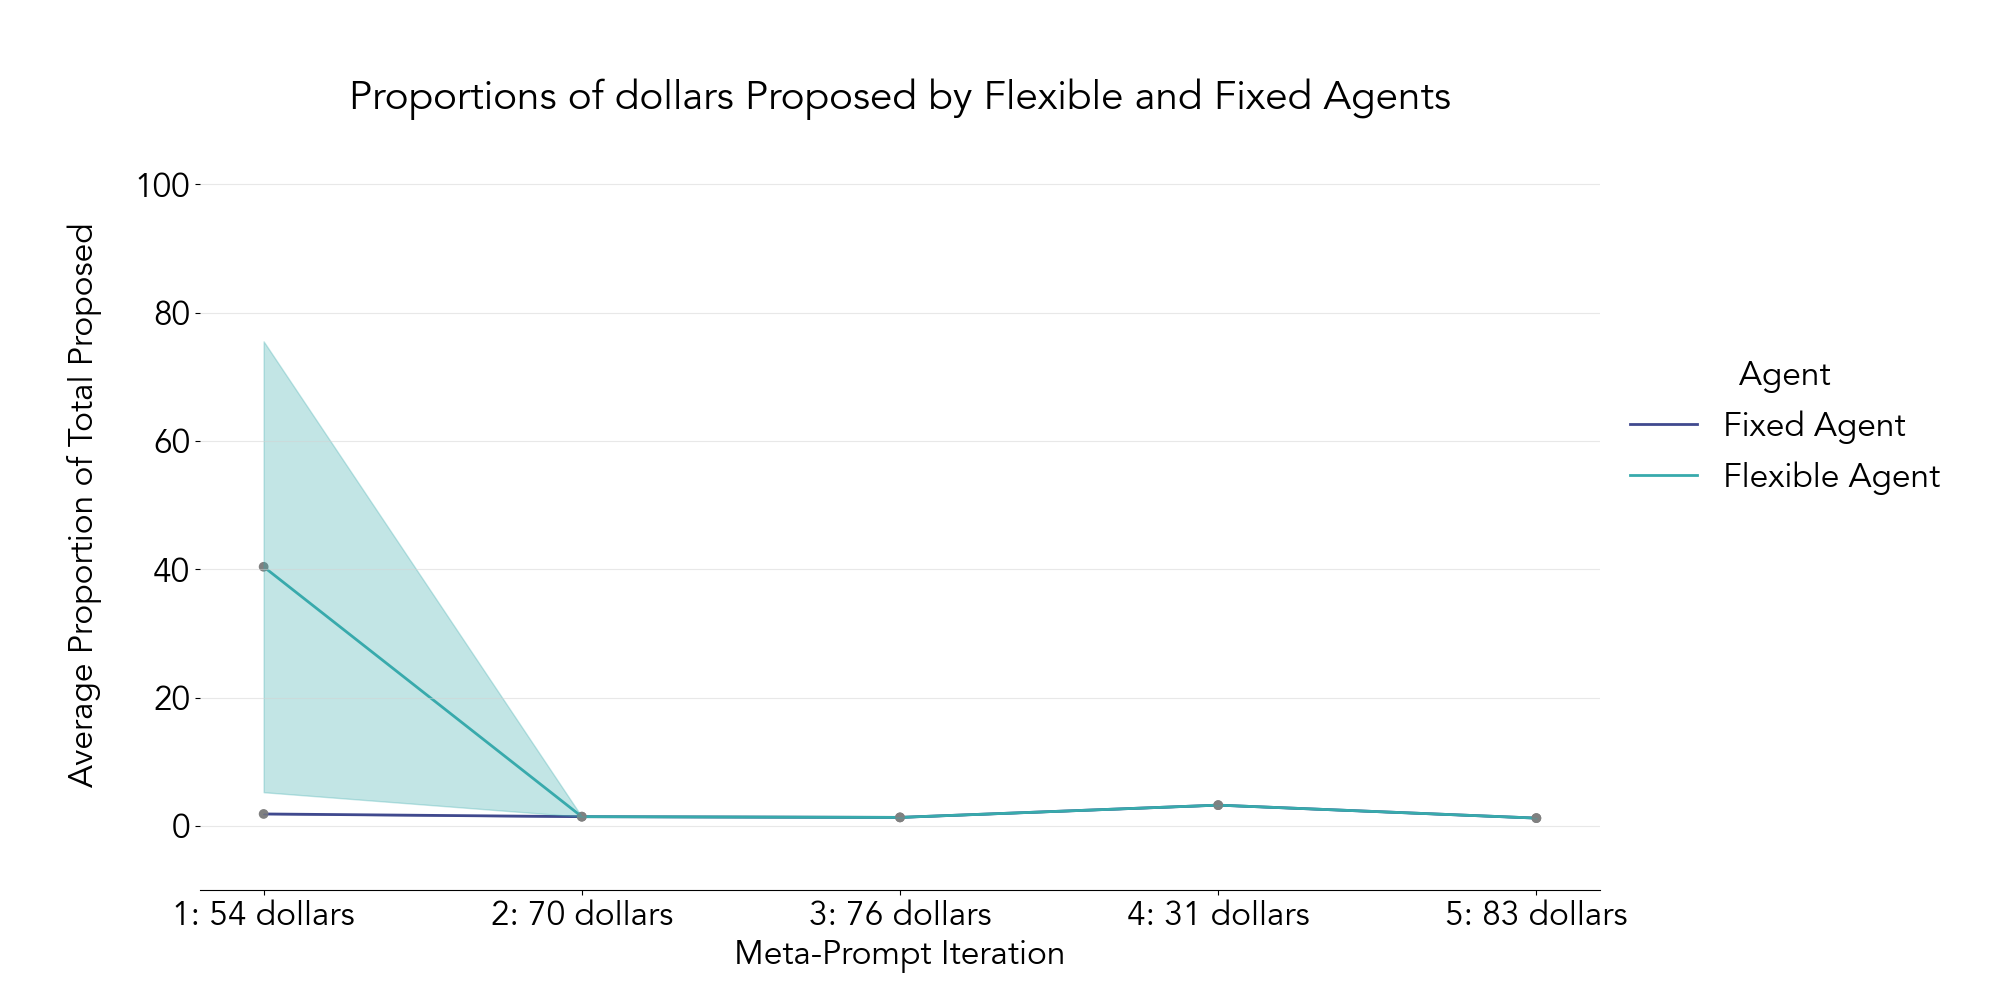 Proportions of dollars Proposed by Flexible and Fixed Agents
Average Proportion of Total Proposed
100
80
60
40
20
0
1: 54 dollars
2: 70 dollars
3: 76 dollars
4: 31 dollars
5: 83 dollars
Meta-Prompt Iteration
Agent
Fixed Agent
Flexible Agent